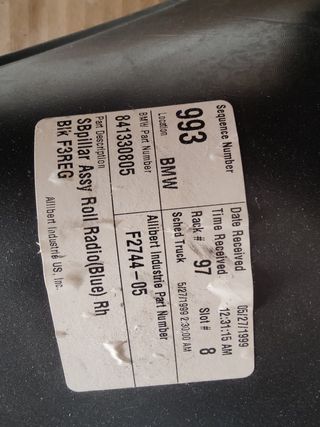 Sequence Number
993
Date Received 05/27/1999
Time Received 12:31:15 AM
Rack # 97 Slot # 8
Location BMW
Sched Truck 5/27/1999 2:30:00 AM
BMW Part Number
841330805
Allibert Industrie Part Number
F2744-05
Part Description
SBpillar Assy Roll Radio(Blue) Rh
Blk F3REG
Allibert Industrie US, Inc.